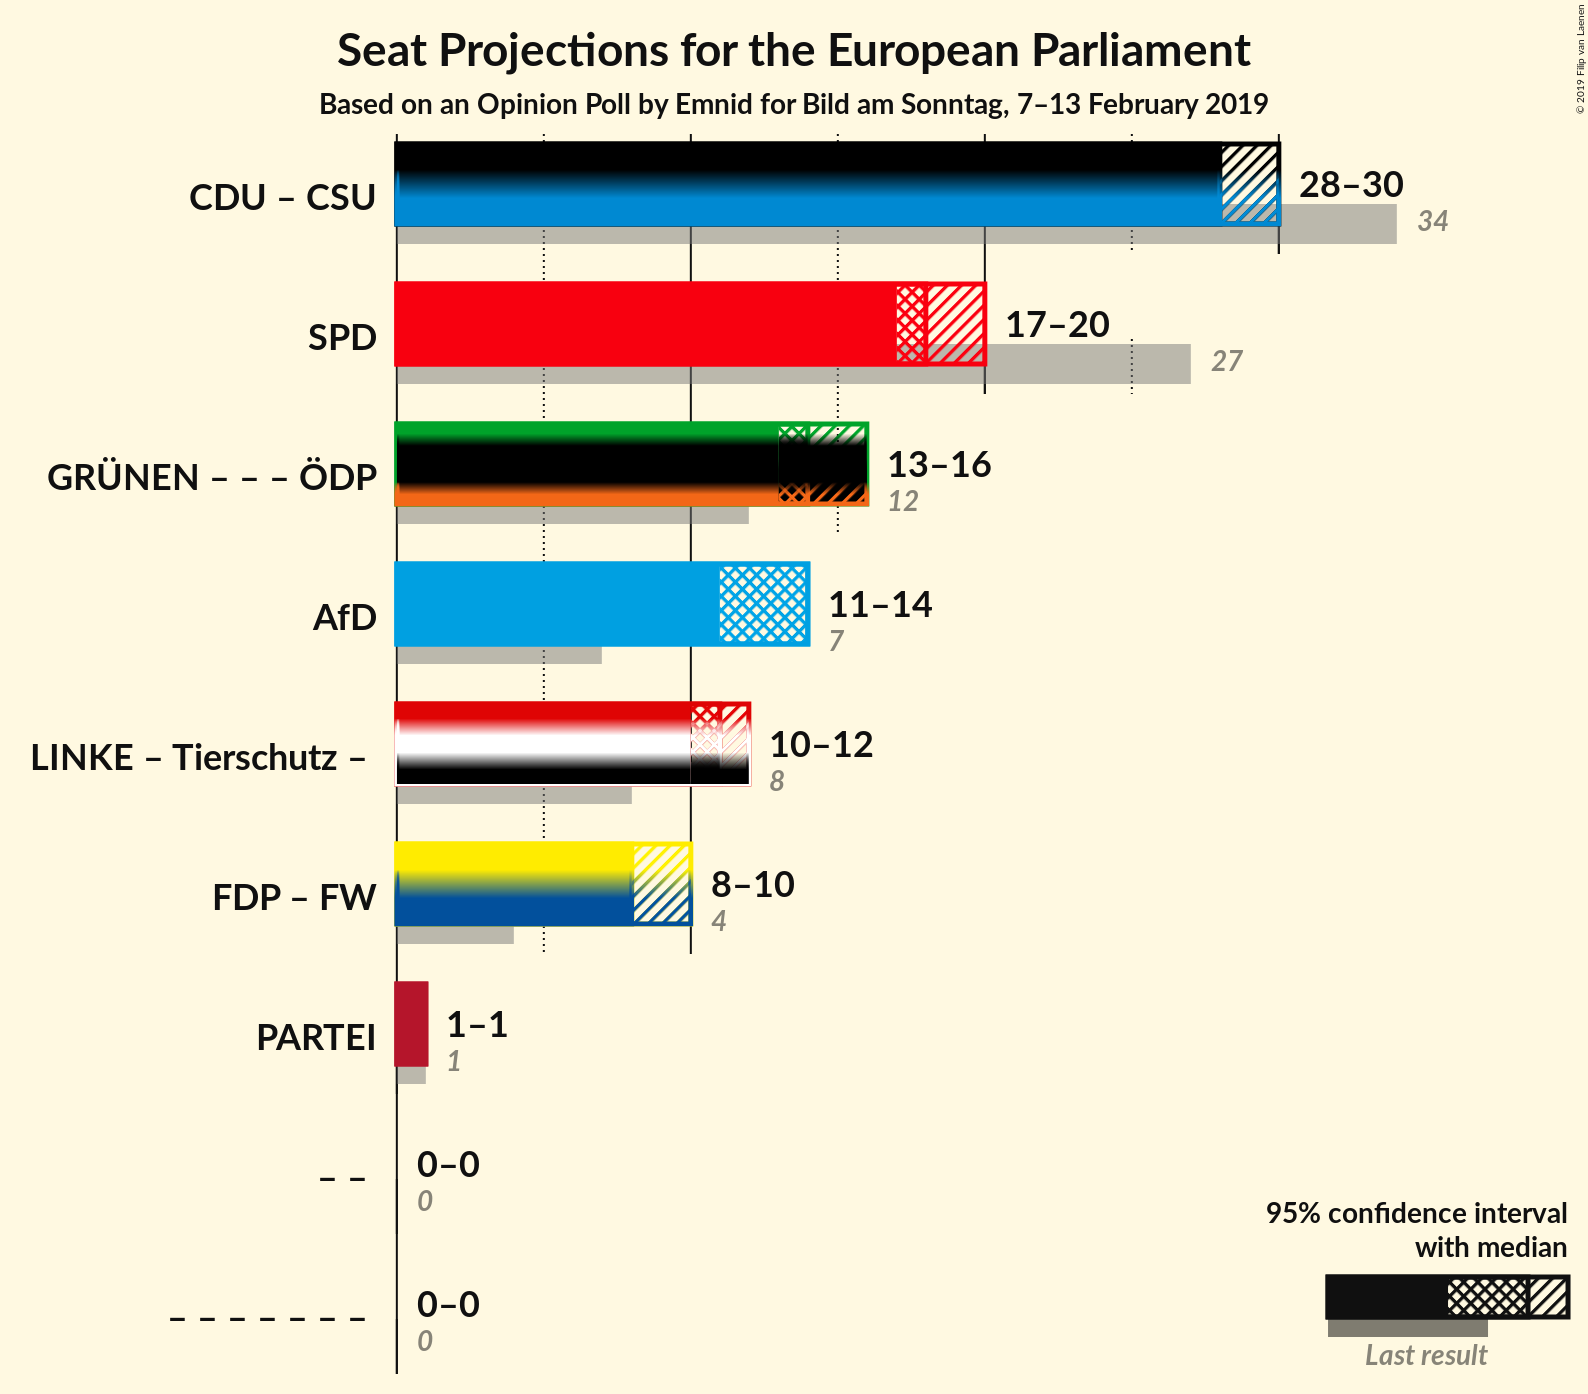 Seat Projections for the European Parliament
Based on an Opinion Poll by Emnid for Bild am Sonntag, 7–13 February 2019
© 2019 Filip van Laenen
CDU – CSU
28–30
34
SPD
17–20
27
GRÜNEN – – – ÖDP
13–16
12
AfD
11–14
7
LINKE – Tierschutz –
10–12
8
FDP – FW
8–10
4
PARTEI
1–1
1
– –
0–0
0
– – – – – – –
0–0
0
95% confidence interval
with median
Last result